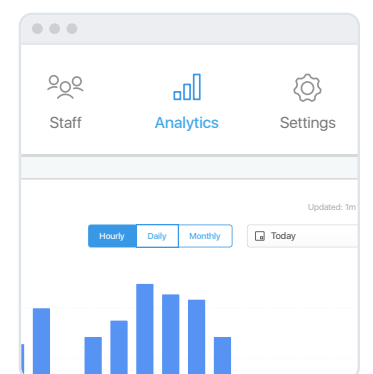 Staff Analytics Settings
Updated: 1m
Hourly Daily Monthly Today